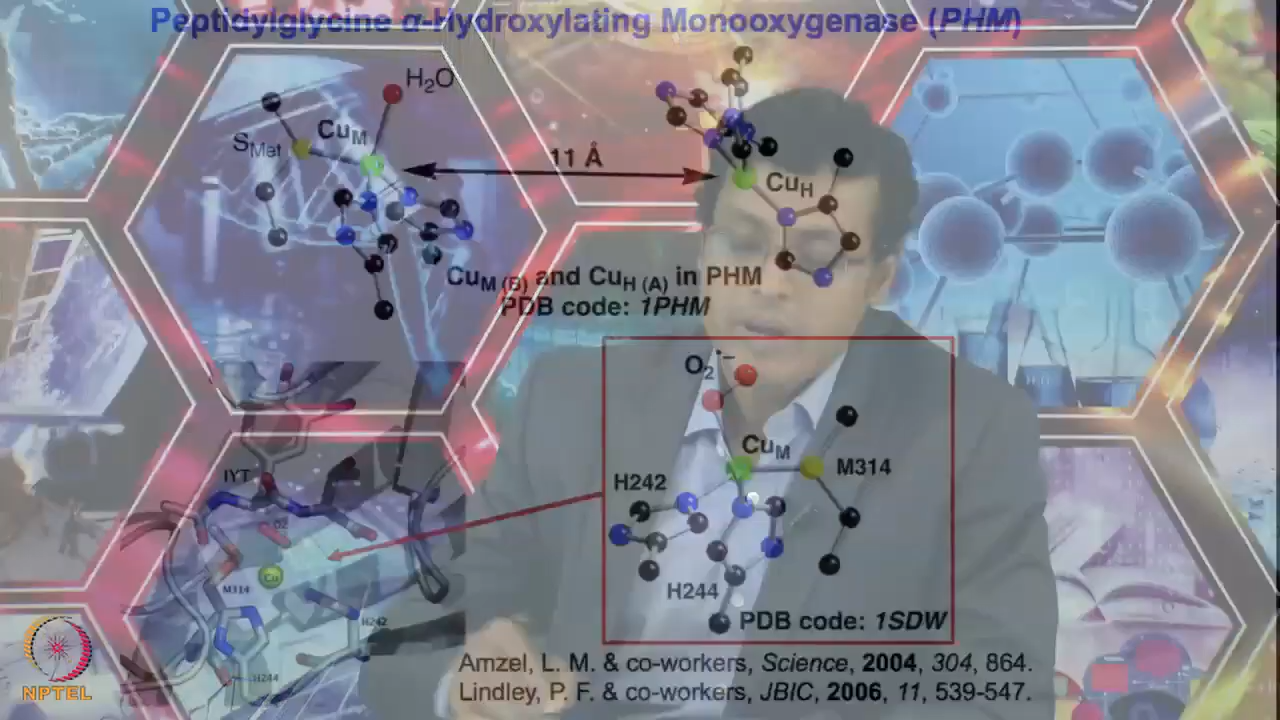 Peptidylglycine α-Hydroxylating Monooxygenase (PHM)
H2O
CuM
SMet
11 Å
CuH
CuM (B) and CuH (A) in PHM
PDB code: 1PHM
O2•−
CuM
M314
H242
IYT
O2
Cu
M314
H242
H244
H244
PDB code: 1SDW
Amzel, L. M. & co-workers, Science, 2004, 304, 864.
Lindley, P. F. & co-workers, JBIC, 2006, 11, 539-547.
NPTEL